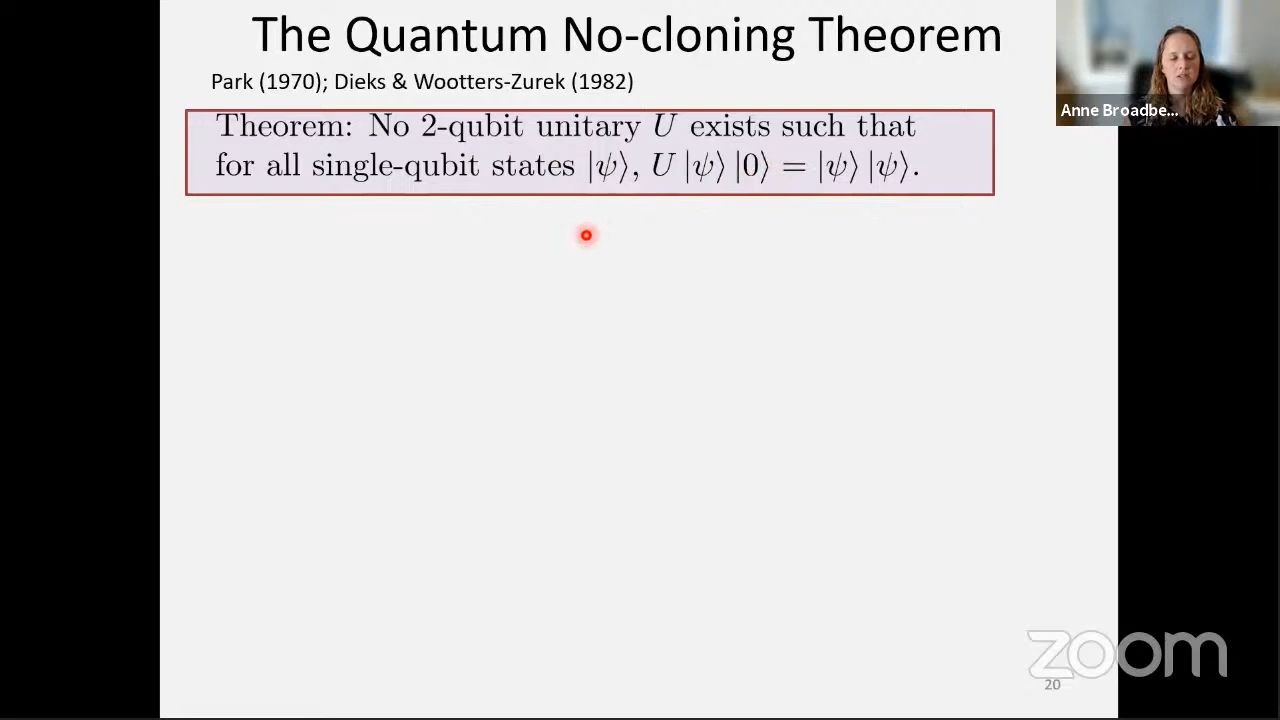 The Quantum No-cloning Theorem
Park (1970); Dieks & Wootters-Zurek (1982)
Theorem: No 2-qubit unitary U exists such that
for all single-qubit states |ψ⟩, U |ψ⟩ |0⟩ = |ψ⟩ |ψ⟩.
Anne Broadbe...
zoom
20